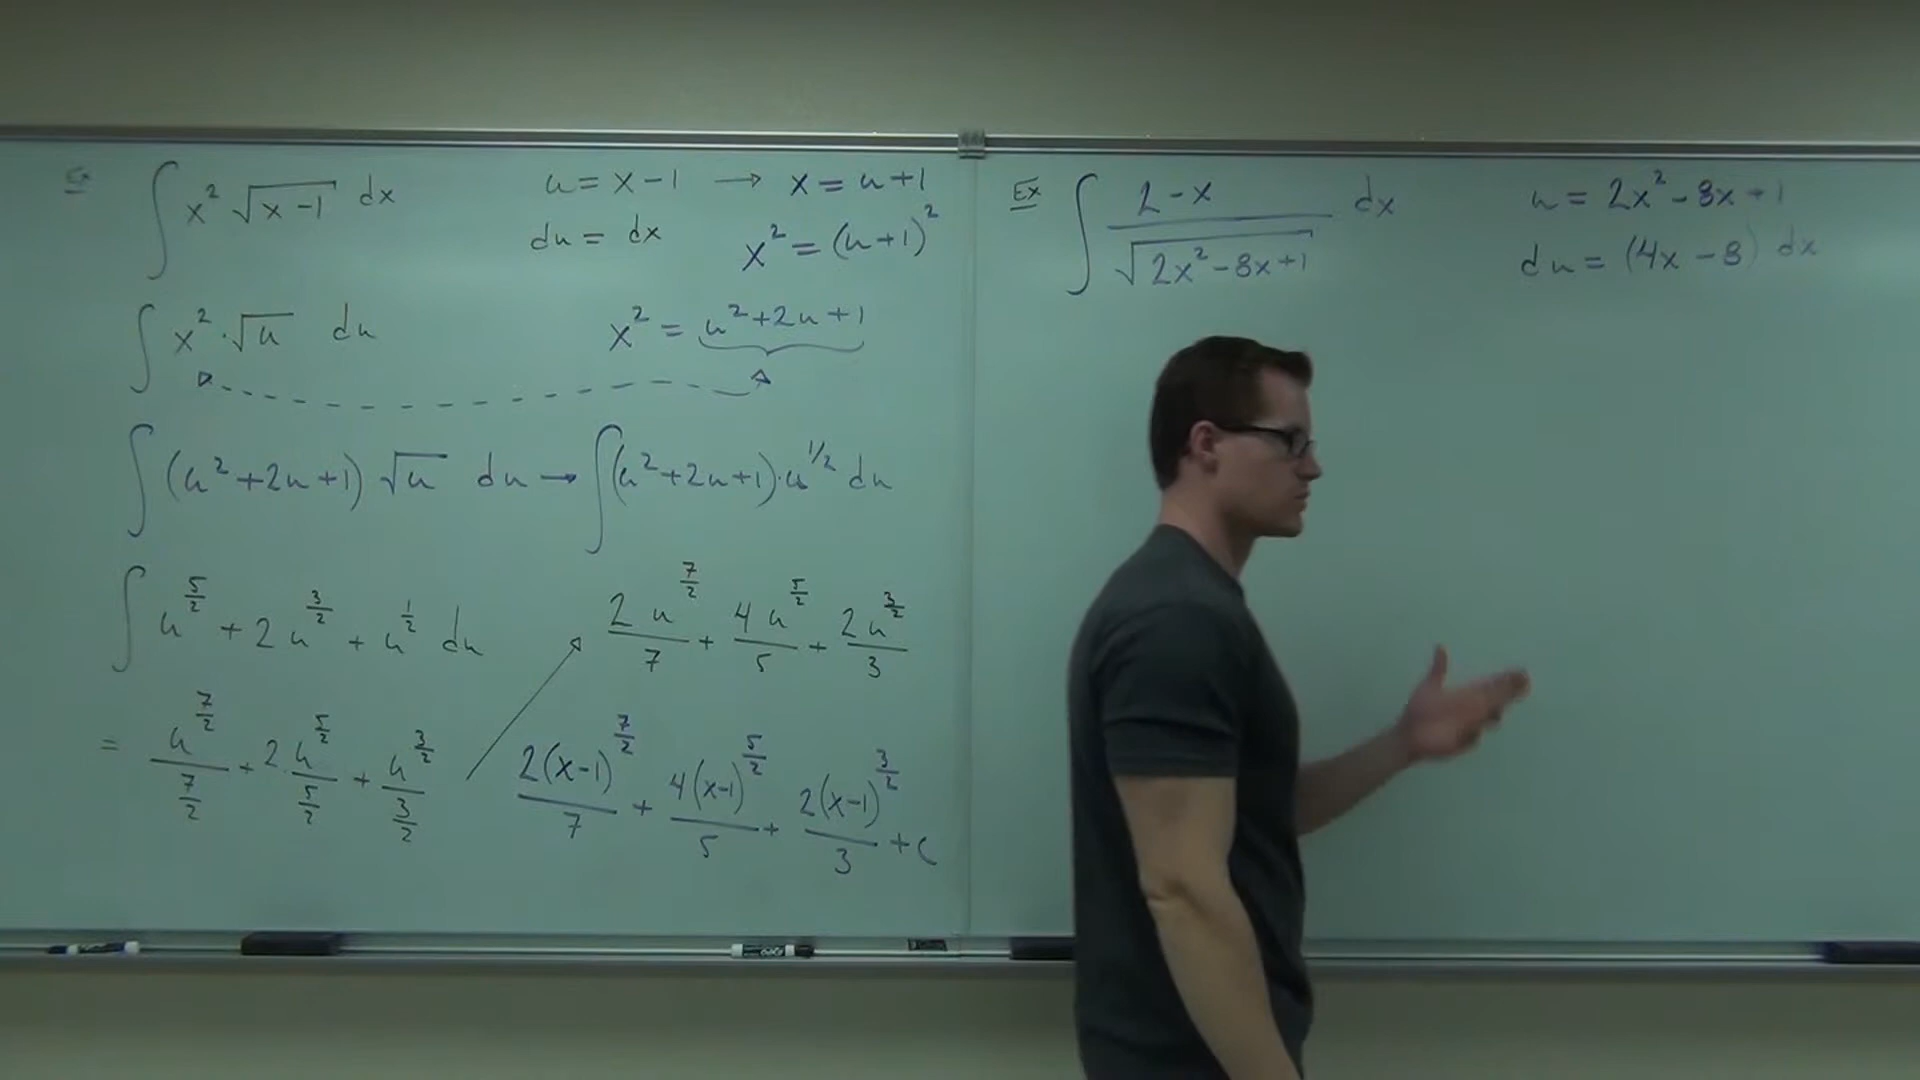 Ex ∫ x² √(x-1) dx
u = x-1 → x = u+1
du = dx
x² = (u+1)²
∫ x² · √u du
x² = u²+2u+1
∫ (u²+2u+1) √u du → ∫ (u²+2u+1) · u^(1/2) du
∫ u^(5/2) + 2u^(3/2) + u^(1/2) du
= u^(7/2)/(7/2) + 2 · u^(5/2)/(5/2) + u^(3/2)/(3/2)
2u^(7/2)/7 + 4u^(5/2)/5 + 2u^(3/2)/3
2(x-1)^(7/2)/7 + 4(x-1)^(5/2)/5 + 2(x-1)^(3/2)/3 + C
Ex ∫ (2-x)/√(2x²-8x+1) dx
u = 2x²-8x+1
du = (4x-8) dx